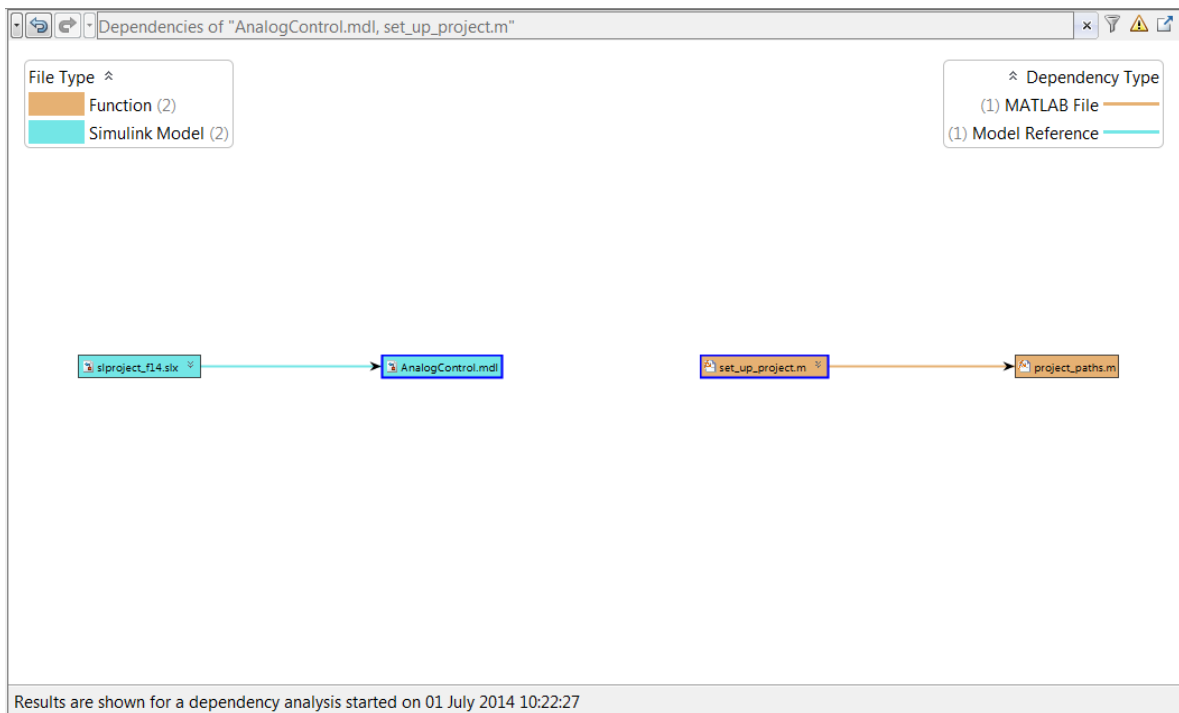 Dependencies of "AnalogControl.mdl, set_up_project.m"
File Type
Function (2)
Simulink Model (2)
Dependency Type
(1) MATLAB File
(1) Model Reference
slproject_f14.slx
AnalogControl.mdl
set_up_project.m
project_paths.m
Results are shown for a dependency analysis started on 01 July 2014 10:22:27